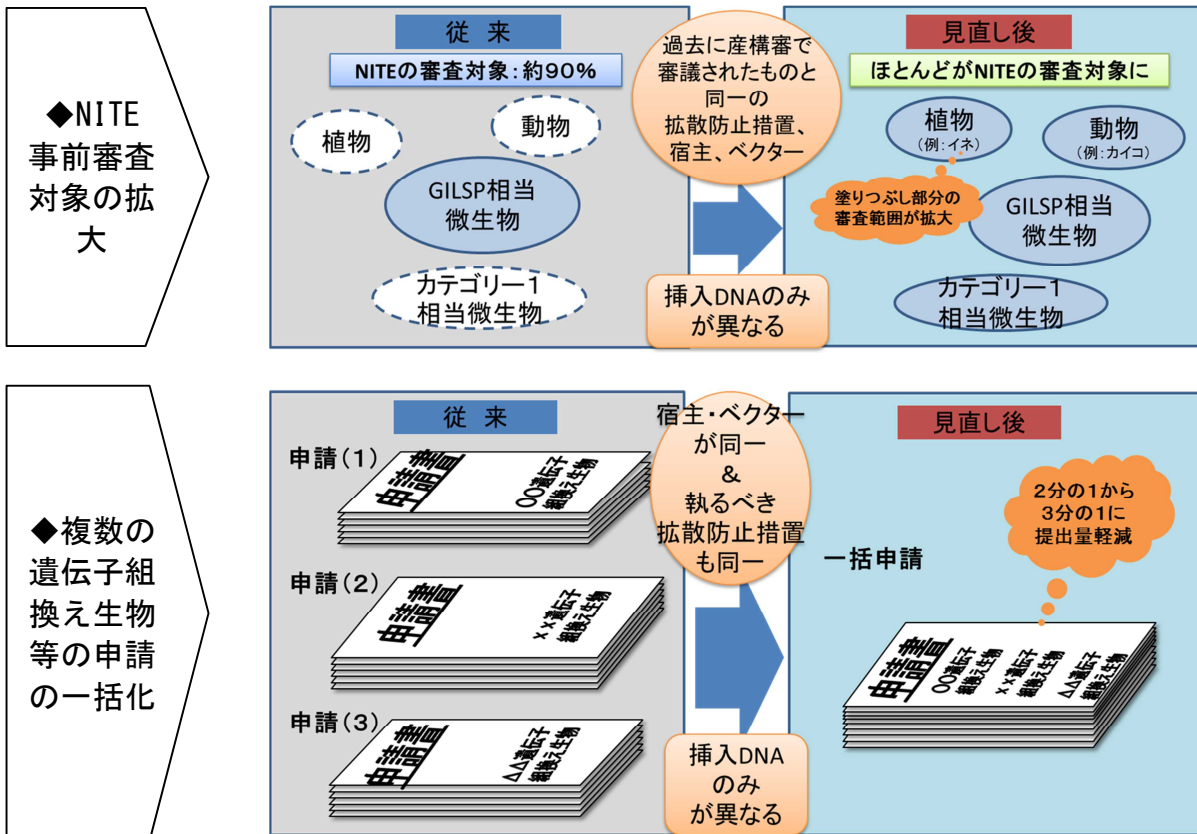 ◆NITE
事前審査
対象の拡
大
従 来
NITEの審査対象：約90％
植物
動物
GILSP相当
微生物
カテゴリー1
相当微生物
過去に産構審で
審議されたものと
同一の
拡散防止措置、
宿主、ベクター
挿入DNAのみ
が異なる
見直し後
ほとんどがNITEの審査対象に
植物
（例：イネ）
動物
（例：カイコ）
塗りつぶし部分の
審査範囲が拡大
GILSP相当
微生物
カテゴリー1
相当微生物
◆複数の
遺伝子組
換え生物
等の申請
の一括化
従 来
申請（1）
申請書
〇〇遺伝子
組換え生物
申請（2）
申請書
××遺伝子
組換え生物
申請（3）
申請書
△△遺伝子
組換え生物
宿主・ベクター
が同一
＆
執るべき
拡散防止措置
も同一
挿入DNA
のみ
が異なる
見直し後
2分の1から
3分の1に
提出量軽減
一括申請
申請書
〇〇遺伝子
組換え生物
××遺伝子
組換え生物
△△遺伝子
組換え生物